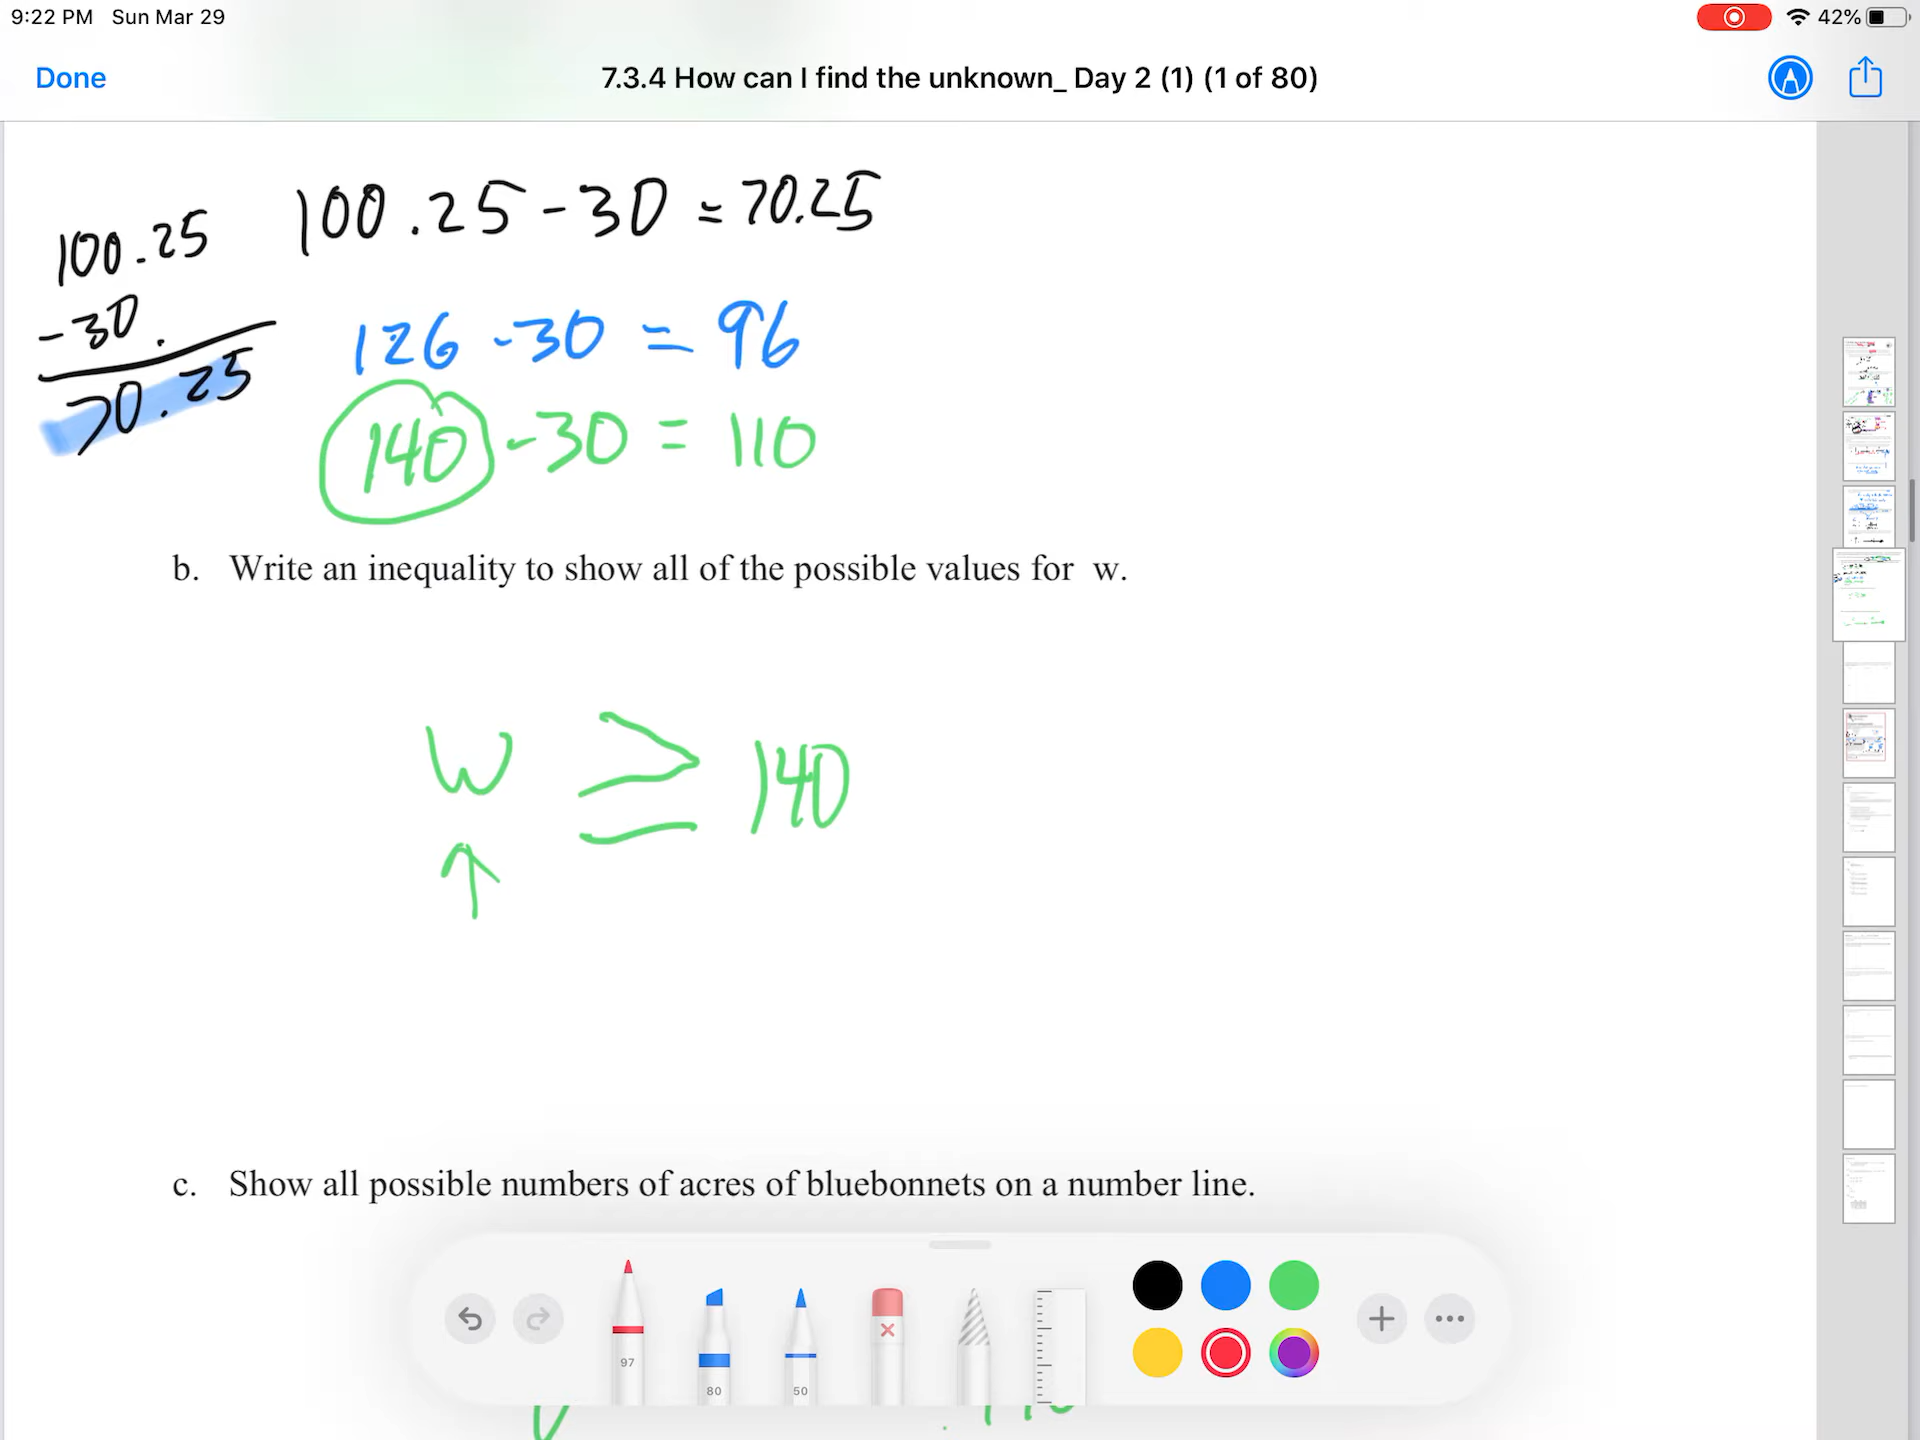 9:22 PM Sun Mar 29
42%
Done
7.3.4 How can I find the unknown_ Day 2 (1) (1 of 80)
100.25
-30.
70.25
100.25-30 = 70.25
126 -30 = 96
140 -30 = 110
b. Write an inequality to show all of the possible values for w.
W ≥ 140
↑
c. Show all possible numbers of acres of bluebonnets on a number line.
97
80
50